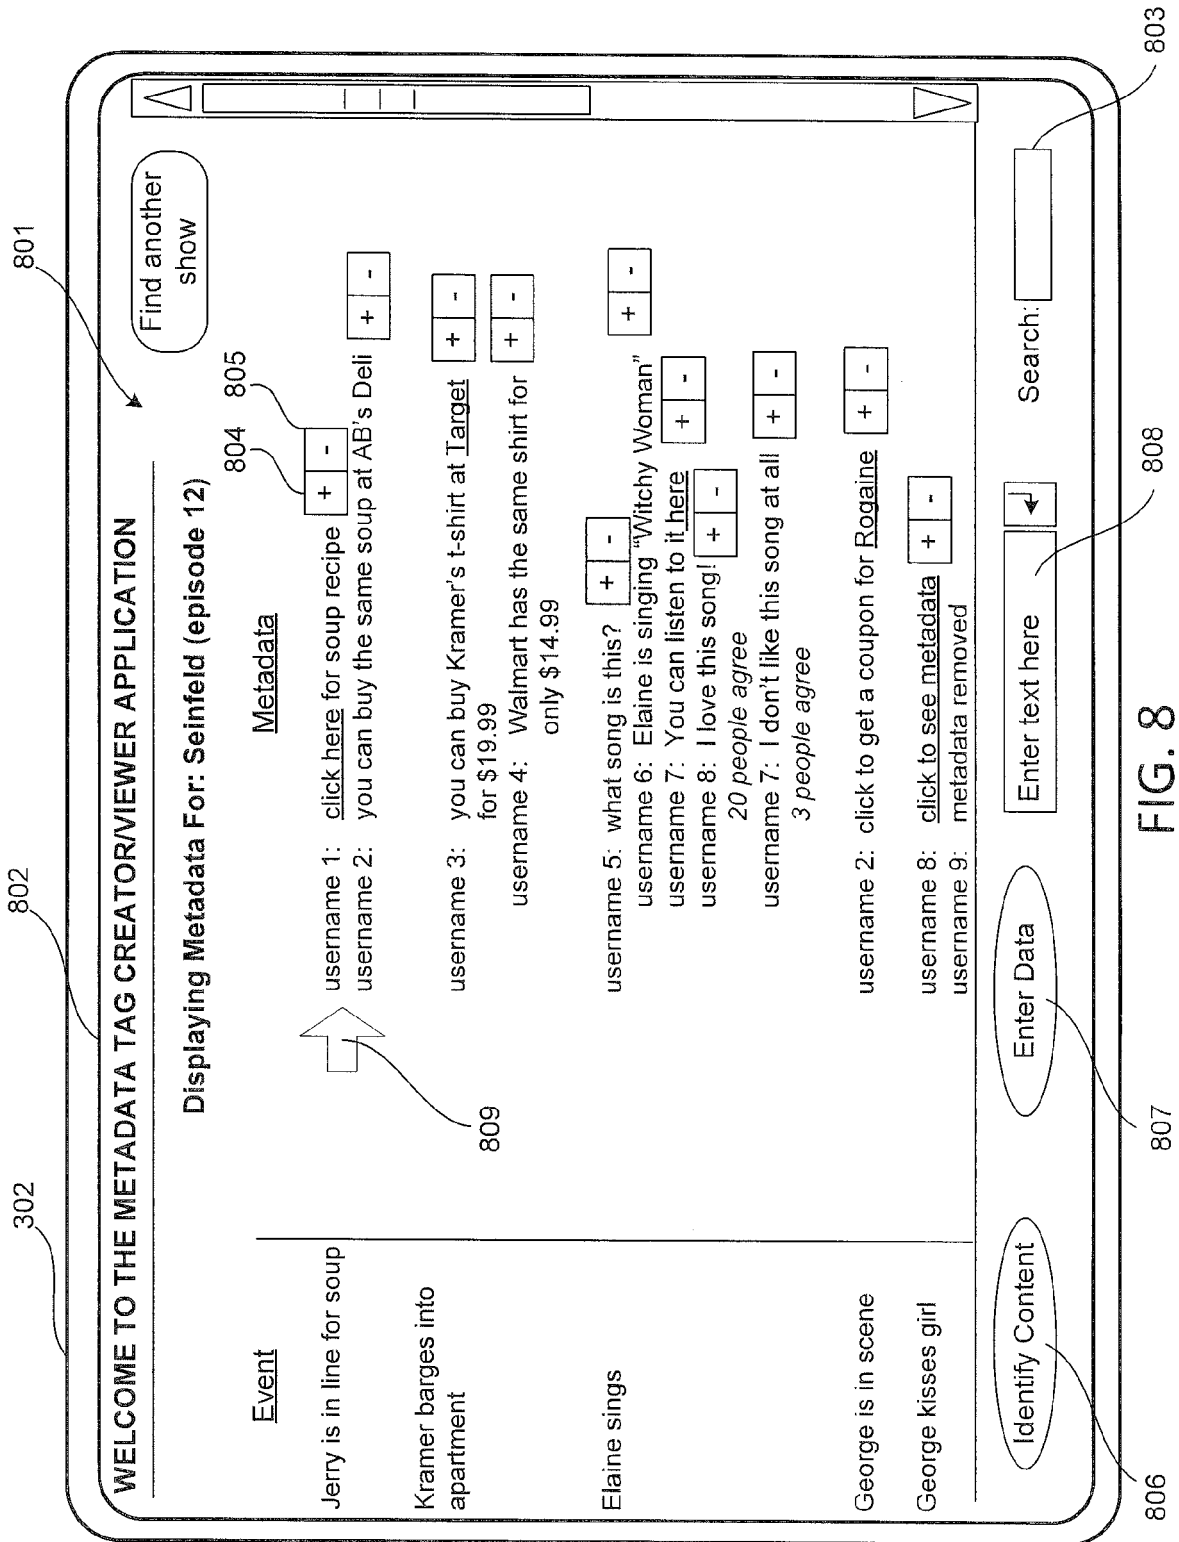 302
802
801
WELCOME TO THE METADATA TAG CREATOR/VIEWER APPLICATION
Find another
show
Displaying Metadata For: Seinfeld (episode 12)
Event
Metadata
804
805
Jerry is in line for soup
username 1: click here for soup recipe + -
username 2: you can buy the same soup at AB's Deli + -
809
Kramer barges into
apartment
username 3: you can buy Kramer's t-shirt at Target + -
for $19.99
username 4: Walmart has the same shirt for + -
only $14.99
Elaine sings
username 5: what song is this? + -
username 6: Elaine is singing "Witchy Woman" + -
username 7: You can listen to it here + -
username 8: I love this song! + -
20 people agree
username 7: I don't like this song at all + -
3 people agree
George is in scene
username 2: click to get a coupon for Rogaine + -
George kisses girl
username 8: click to see metadata + -
username 9: metadata removed
Identify Content
Enter Data
Enter text here
Search:
806
807
808
803
FIG. 8